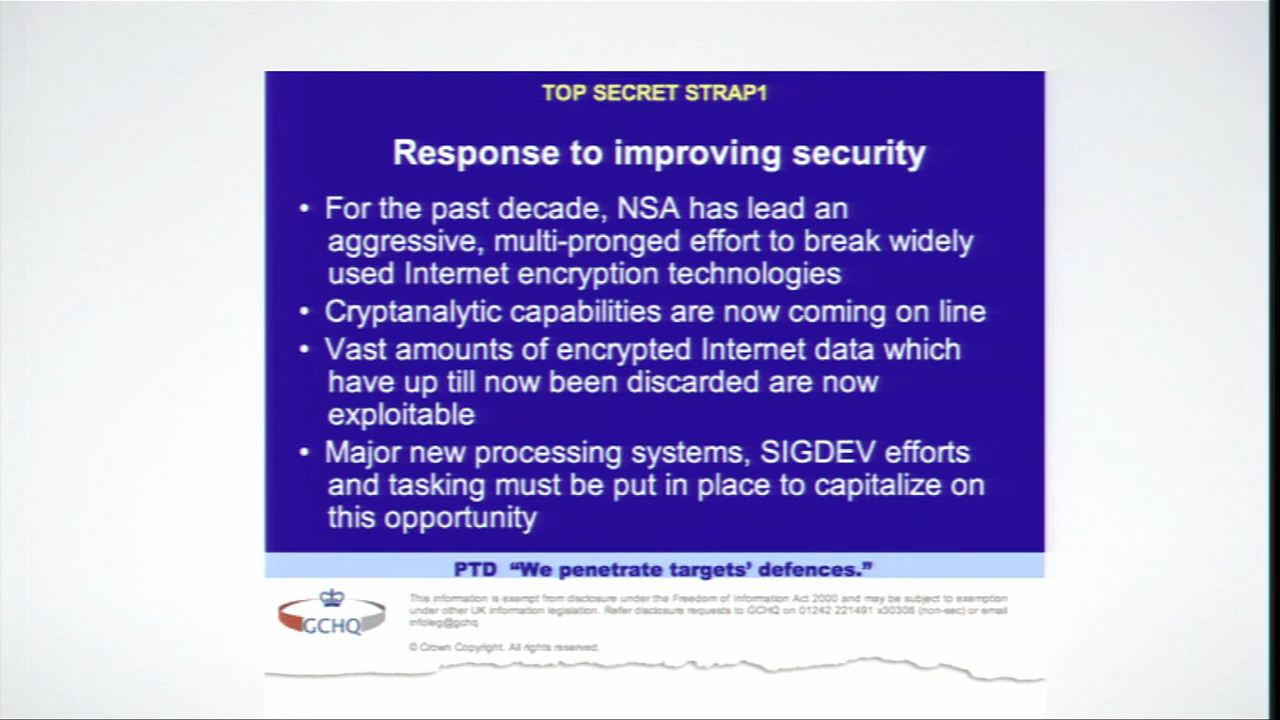 TOP SECRET STRAP1
Response to improving security
• For the past decade, NSA has lead an
aggressive, multi-pronged effort to break widely
used Internet encryption technologies
• Cryptanalytic capabilities are now coming on line
• Vast amounts of encrypted Internet data which
have up till now been discarded are now
exploitable
• Major new processing systems, SIGDEV efforts
and tasking must be put in place to capitalize on
this opportunity
PTD “We penetrate targets’ defences.”
GCHQ
This information is exempt from disclosure under the Freedom of Information Act 2000 and may be subject to exemption
under other UK information legislation. Refer disclosure requests to GCHQ on 01242 221491 x30306 (non-sec) or email
infoleg@gchq
© Crown Copyright. All rights reserved.